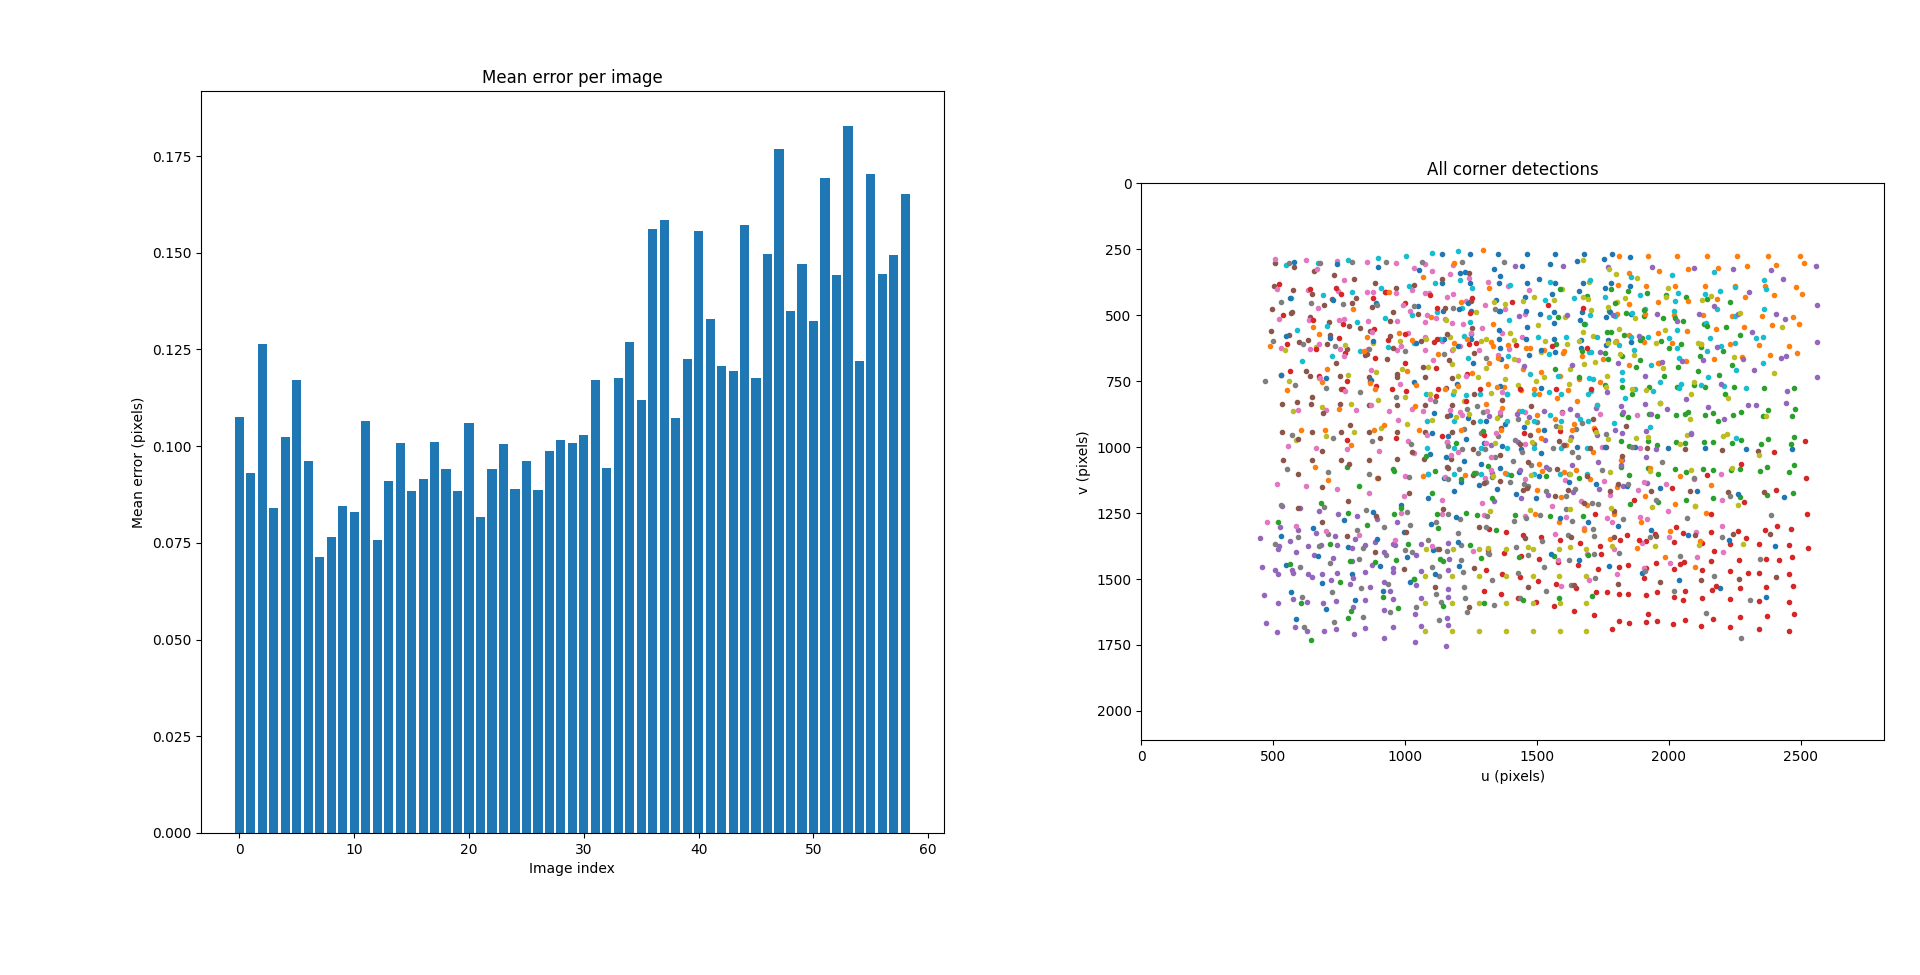 Mean error per image
Mean error (pixels)
0.175
0.150
0.125
0.100
0.075
0.050
0.025
0.000
0 10 20 30 40 50 60
Image index
All corner detections
v (pixels)
0
250
500
750
1000
1250
1500
1750
2000
0 500 1000 1500 2000 2500
u (pixels)